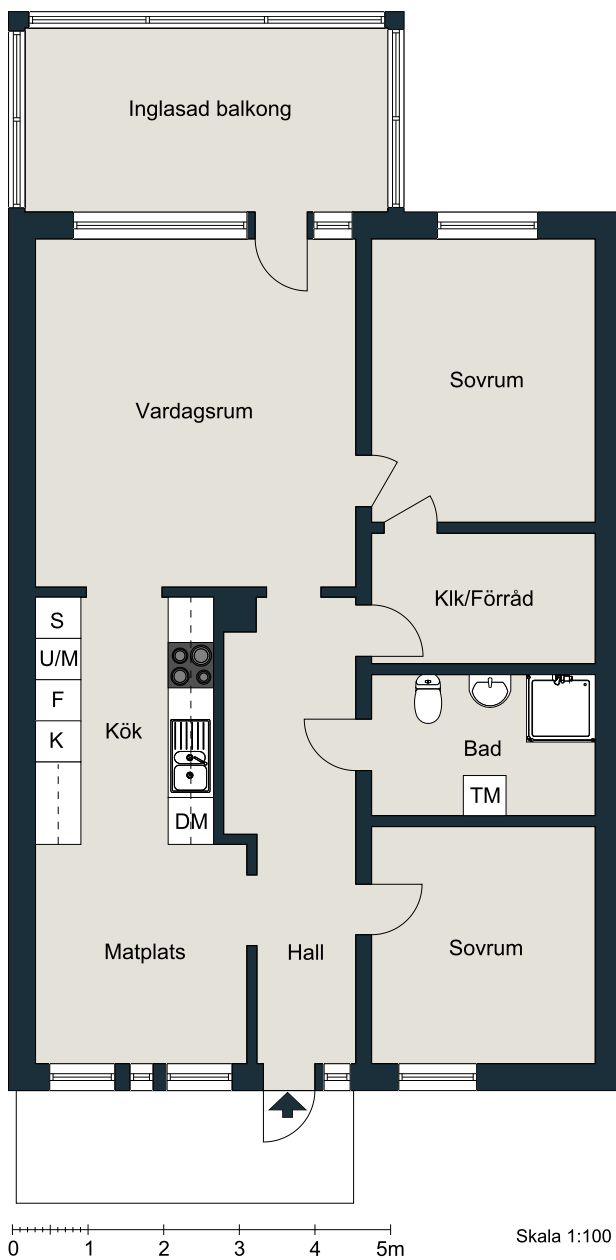 Inglasad balkong
Sovrum
Vardagsrum
Klk/Förråd
S
U/M
F
K
Kök
DM
Bad
TM
Matplats
Hall
Sovrum
0 1 2 3 4 5m
Skala 1:100